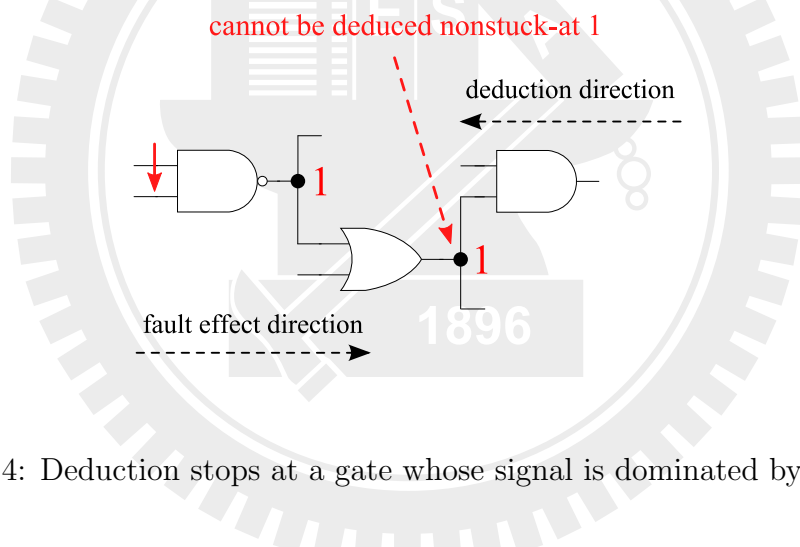 cannot be deduced nonstuck-at 1
deduction direction
1
1
fault effect direction
1896
4: Deduction stops at a gate whose signal is dominated by